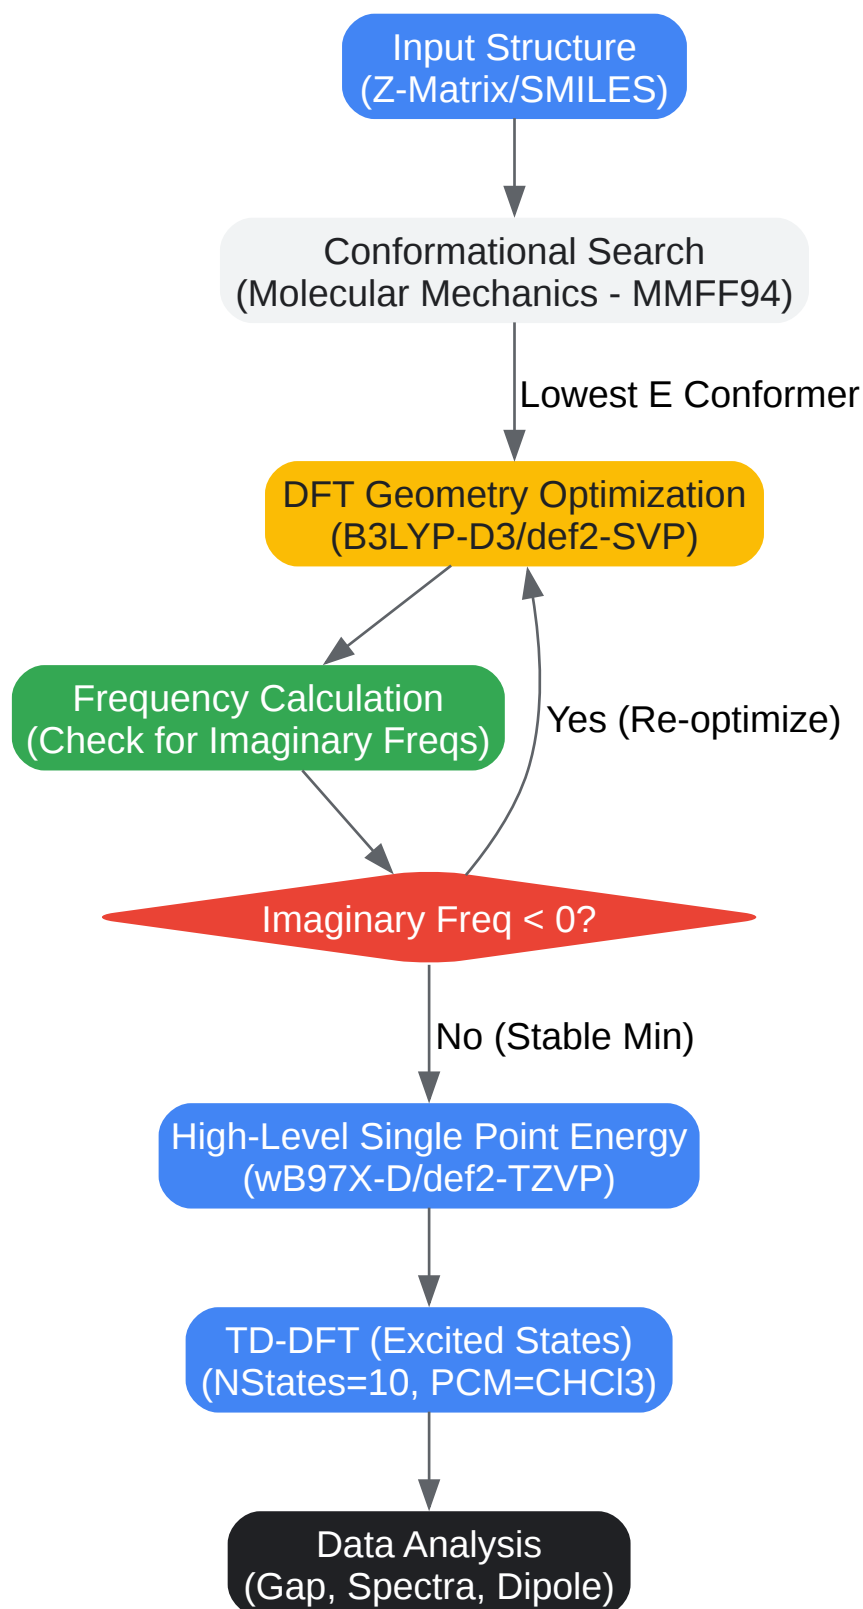 Input Structure
(Z-Matrix/SMILES)
Conformational Search
(Molecular Mechanics - MMFF94)
Lowest E Conformer
DFT Geometry Optimization
(B3LYP-D3/def2-SVP)
Frequency Calculation
(Check for Imaginary Freqs)
Yes (Re-optimize)
Imaginary Freq < 0?
No (Stable Min)
High-Level Single Point Energy
(wB97X-D/def2-TZVP)
TD-DFT (Excited States)
(NStates=10, PCM=CHCl3)
Data Analysis
(Gap, Spectra, Dipole)